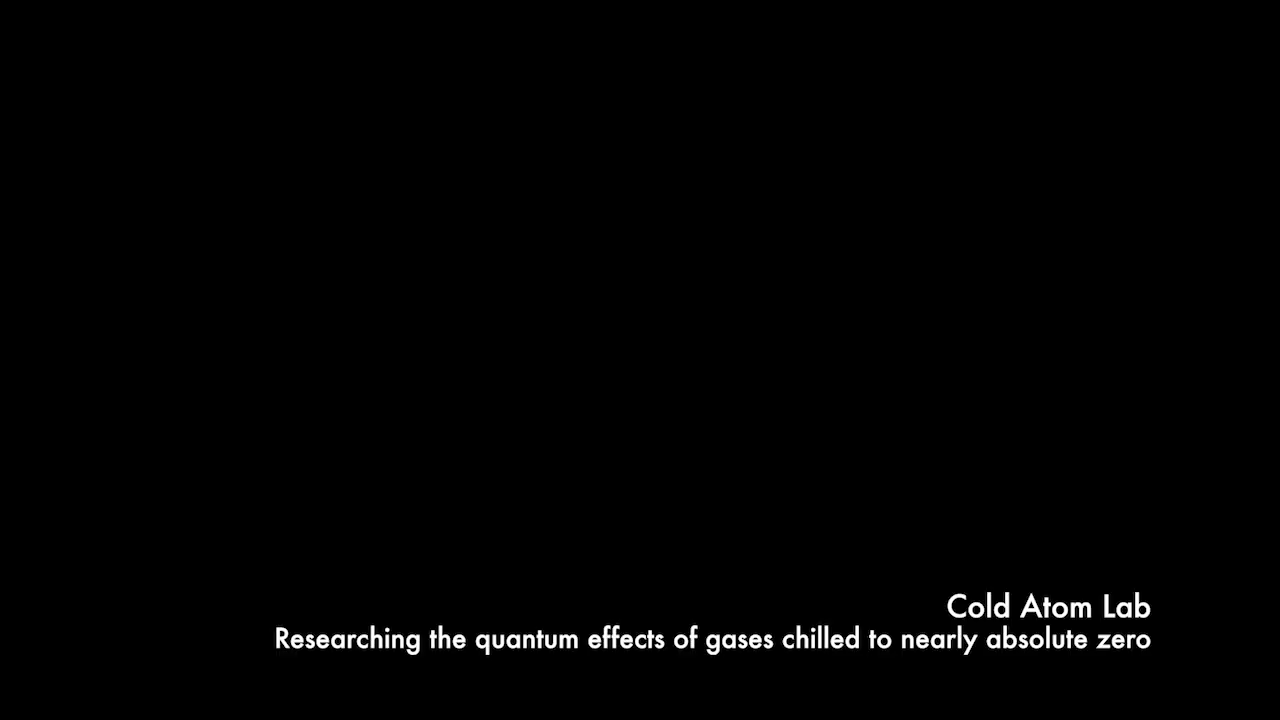 Cold Atom Lab
Researching the quantum effects of gases chilled to nearly absolute zero